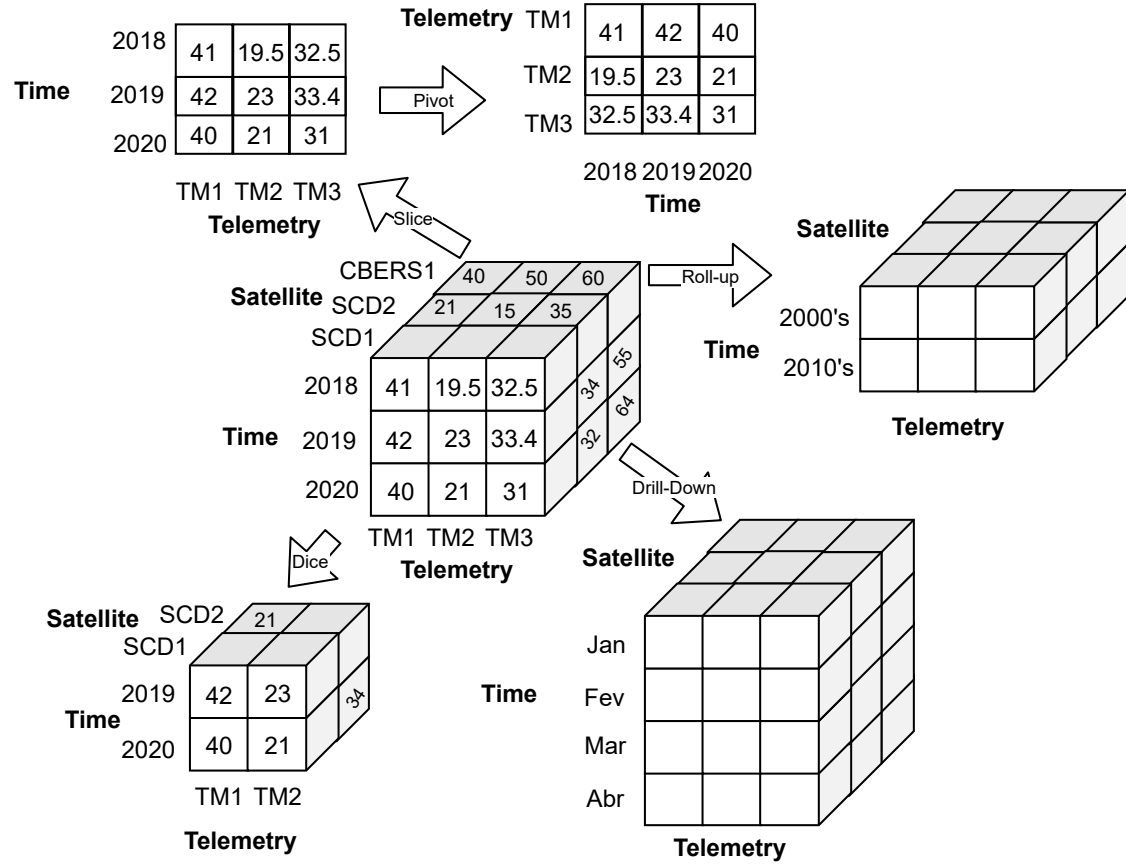 2018 41 19.5 32.5
Time 2019 42 23 33.4
2020 40 21 31
TM1 TM2 TM3
Telemetry
Pivot
Telemetry TM1 41 42 40
TM2 19.5 23 21
TM3 32.5 33.4 31
2018 2019 2020
Time
Slice
CBERS1 40 50 60
Satellite
SCD2 21 15 35
SCD1
2018 41 19.5 32.5
Time 2019 42 23 33.4
2020 40 21 31
34 55
32 64
TM1 TM2 TM3
Telemetry
Roll-up
Satellite
2000's
Time
2010's
Telemetry
Dice
Satellite SCD2 21
SCD1
2019 42 23
Time
2020 40 21
34
TM1 TM2
Telemetry
Drill-Down
Satellite
Jan
Time Fev
Mar
Abr
Telemetry